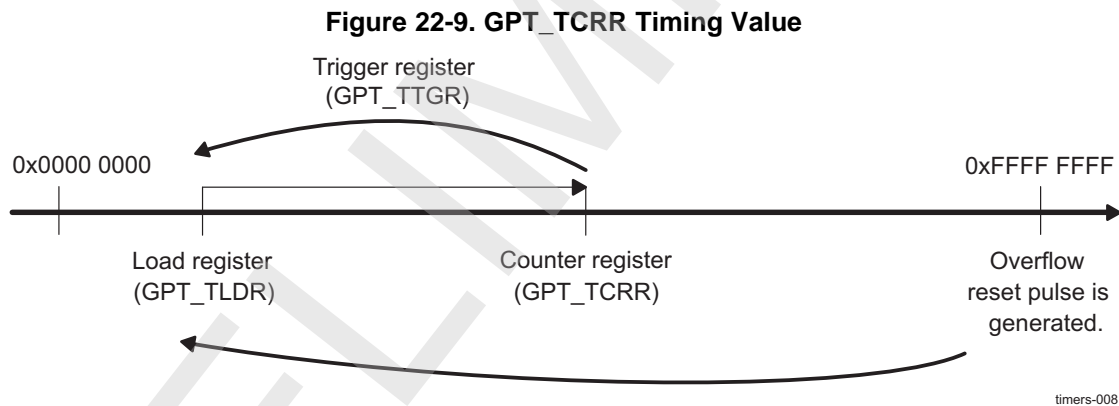 Figure 22-9. GPT_TCRR Timing Value
Trigger register
(GPT_TTGR)
0x0000 0000
0xFFFF FFFF
Load register
(GPT_TLDR)
Counter register
(GPT_TCRR)
Overflow
reset pulse is
generated.
timers-008